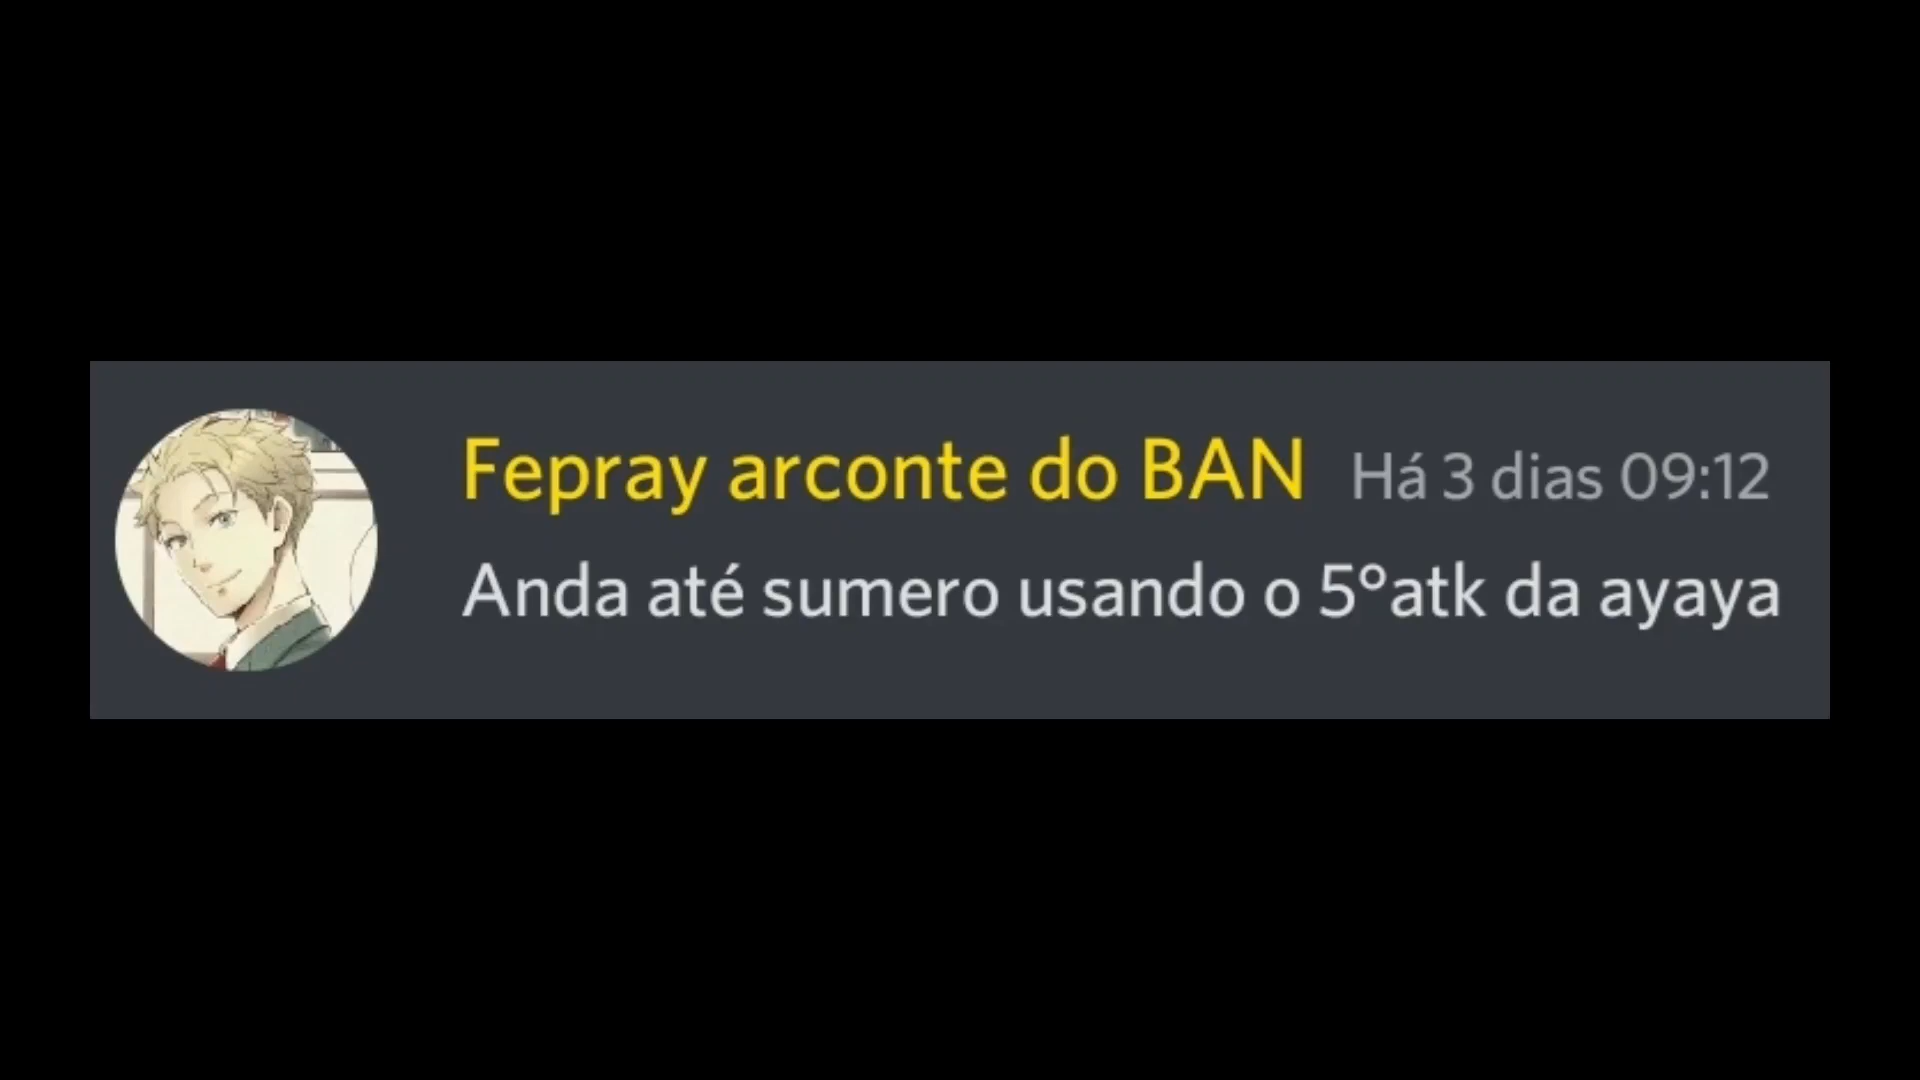 Fepray arconte do BAN Há 3 dias 09:12
Anda até sumero usando o 5°atk da ayaya